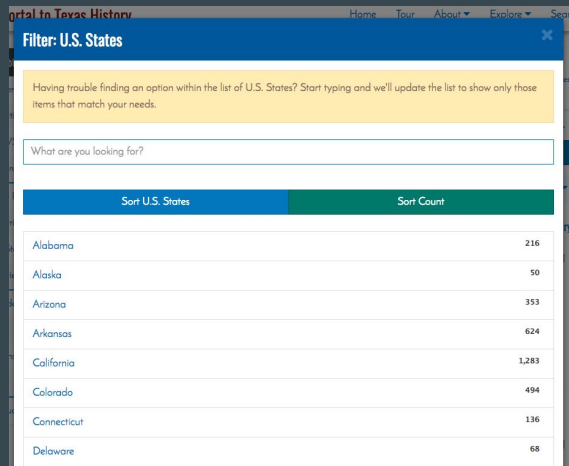 ortal to Texas History
Home Tour About Explore Sea
Filter: U.S. States
×
Having trouble finding an option within the list of U.S. States? Start typing and we'll update the list to show only those
items that match your needs.
What are you looking for?
Sort U.S. States Sort Count
Alabama 216
Alaska 50
Arizona 353
Arkansas 624
California 1,283
Colorado 494
Connecticut 136
Delaware 68